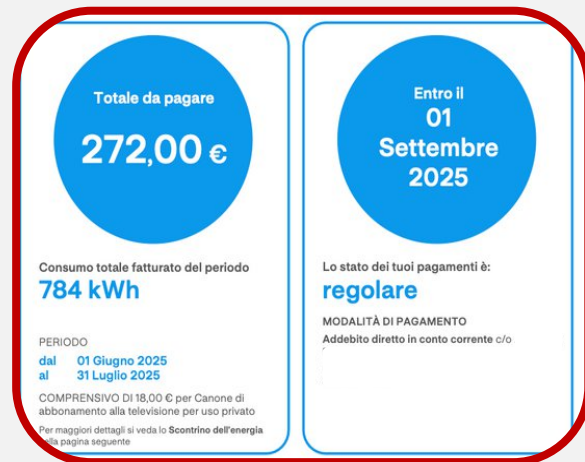 Totale da pagare
272,00 €
Consumo totale fatturato del periodo
784 kWh
PERIODO
dal 01 Giugno 2025
al 31 Luglio 2025
COMPRENSIVO DI 18,00 € per Canone di
abbonamento alla televisione per uso privato
Per maggiori dettagli si veda lo Scontrino dell'energia
nella pagina seguente
Entro il
01
Settembre
2025
Lo stato dei tuoi pagamenti è:
regolare
MODALITÀ DI PAGAMENTO
Addebito diretto in conto corrente c/o